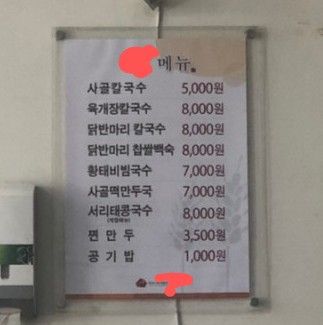 메뉴
사골칼국수 5,000원
육개장칼국수 8,000원
닭반마리 칼국수 8,000원
닭반마리 찹쌀백숙 8,000원
황태비빔국수 7,000원
사골떡만두국 7,000원
서리태콩국수 8,000원
(계절메뉴)
찐만두 3,500원
공기밥 1,000원